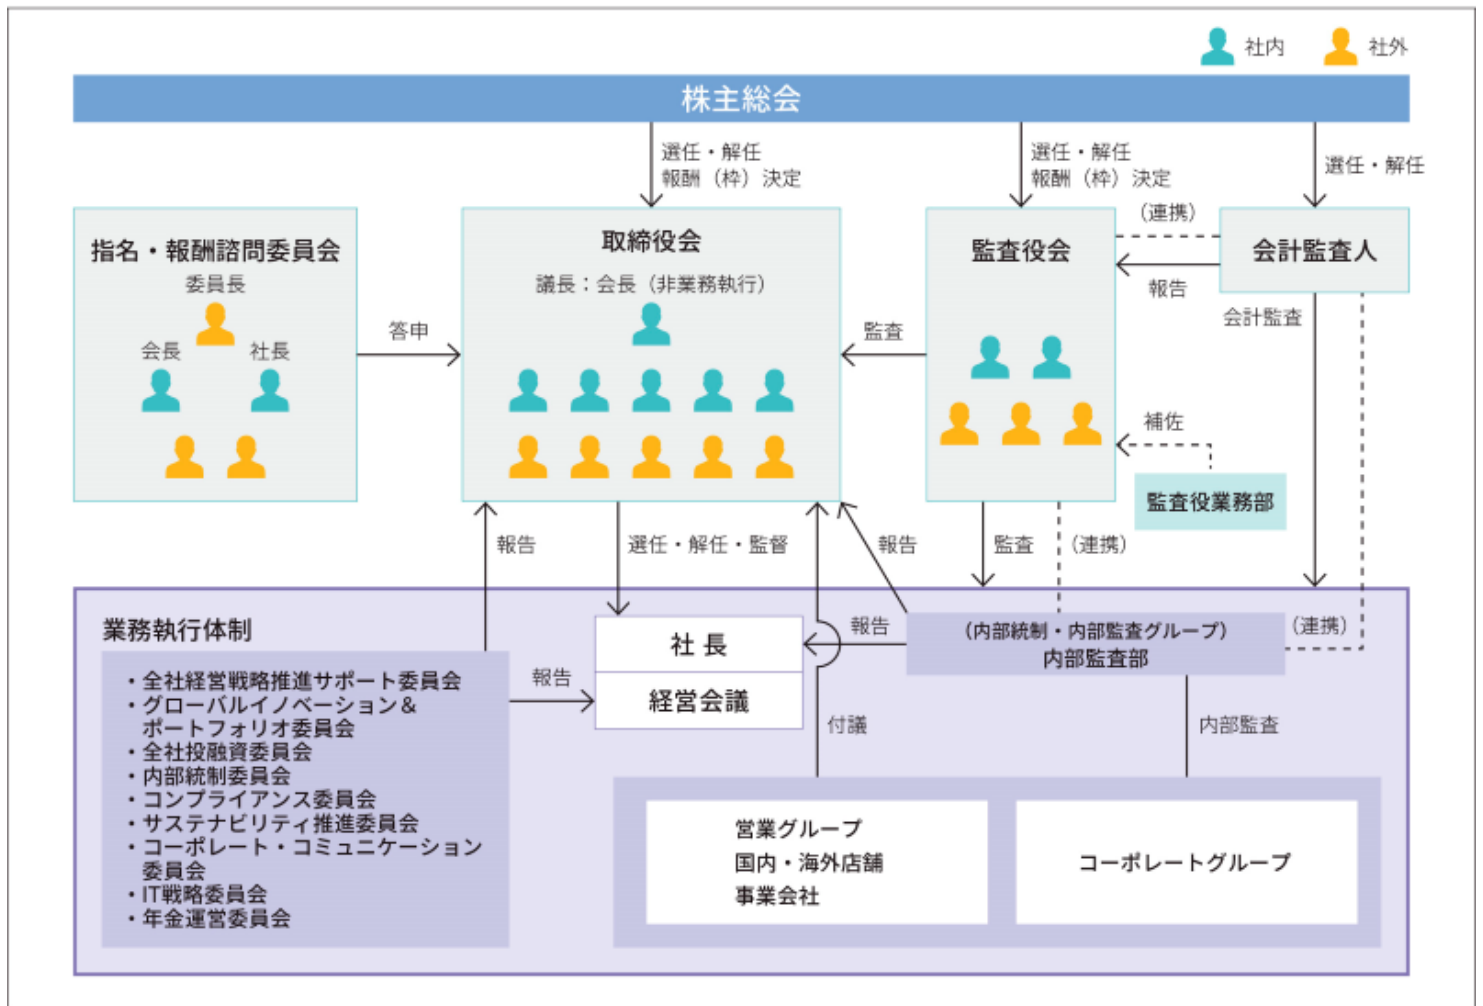 社内
社外
株主総会
選任・解任
報酬（枠）決定
選任・解任
報酬（枠）決定
選任・解任
指名・報酬諮問委員会
委員長
会長
社長
答申
取締役会
議長：会長（非業務執行）
監査
監査役会
（連携）
報告
会計監査人
会計監査
補佐
監査役業務部
報告
選任・解任・監督
報告
監査
（連携）
業務執行体制
・全社経営戦略推進サポート委員会
・グローバルイノベーション＆
ポートフォリオ委員会
・全社投融資委員会
・内部統制委員会
・コンプライアンス委員会
・サステナビリティ推進委員会
・コーポレート・コミュニケーション
委員会
・IT戦略委員会
・年金運営委員会
報告
社長
経営会議
報告
（内部統制・内部監査グループ）
内部監査部
（連携）
付議
内部監査
営業グループ
国内・海外店舗
事業会社
コーポレートグループ